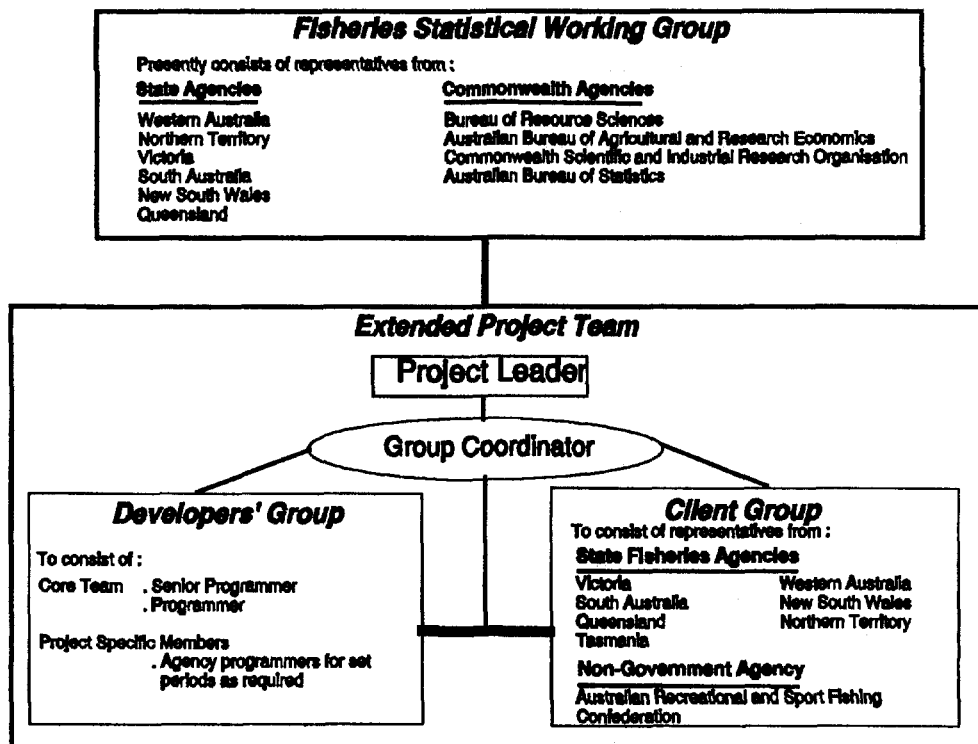 Fisheries Statistical Working Group
Presently consists of representatives from :
State Agencies
Western Australia
Northern Territory
Victoria
South Australia
New South Wales
Queensland
Commonwealth Agencies
Bureau of Resource Sciences
Australian Bureau of Agricultural and Research Economics
Commonwealth Scientific and Industrial Research Organisation
Australian Bureau of Statistics
Extended Project Team
Project Leader
Group Coordinator
Developers' Group
To consist of :
Core Team . Senior Programmer
. Programmer
Project Specific Members
. Agency programmers for set
periods as required
Client Group
To consist of representatives from :
State Fisheries Agencies
Victoria
South Australia
Queensland
Tasmania
Western Australia
New South Wales
Northern Territory
Non-Government Agency
Australian Recreational and Sport Fishing
Confederation